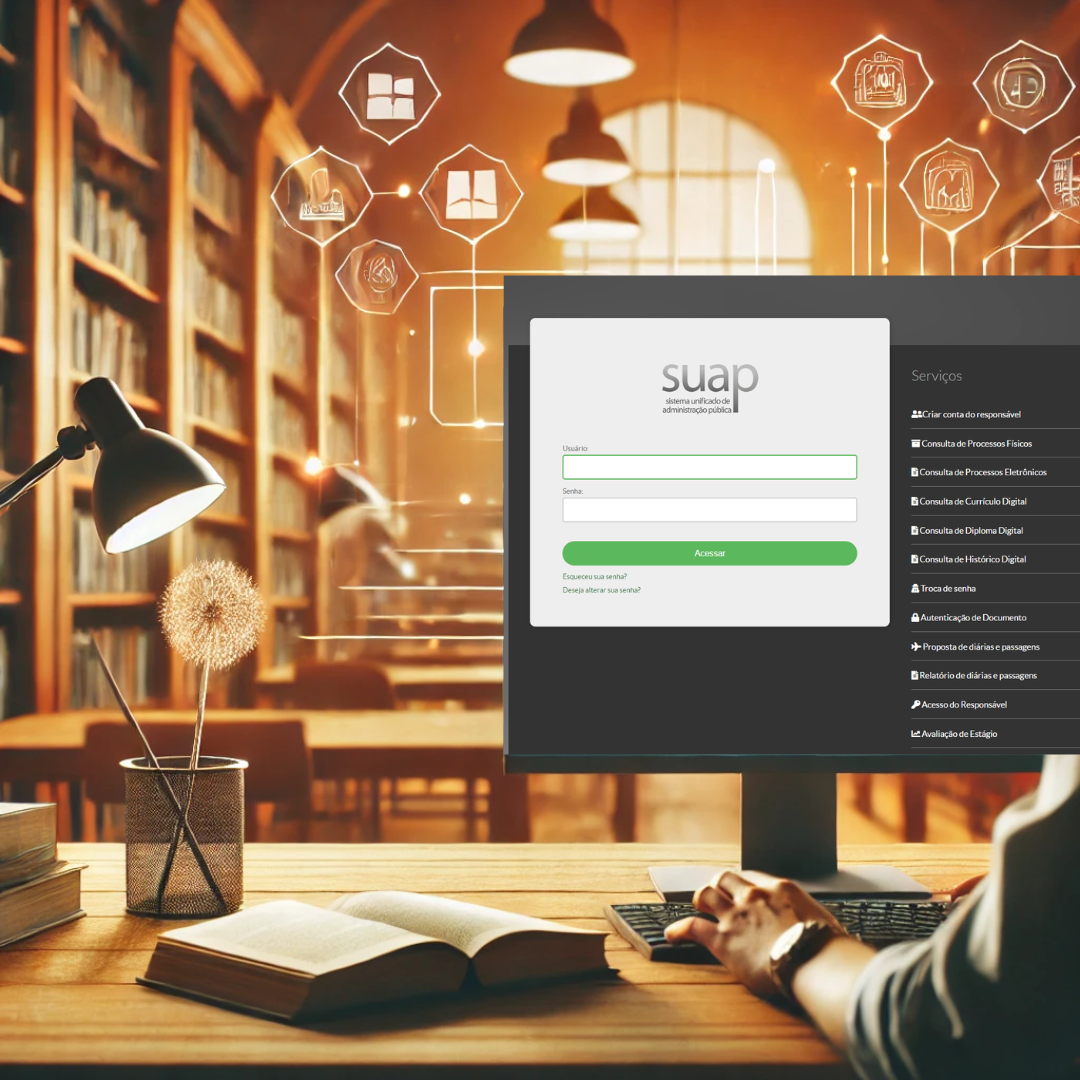 suap
sistema unificado de
administração pública
Usuário:
Senha:
Acessar
Esqueceu sua senha?
Deseja alterar sua senha?
Serviços
Criar conta do responsável
Consulta de Processos Físicos
Consulta de Processos Eletrônicos
Consulta de Currículo Digital
Consulta de Diploma Digital
Consulta de Histórico Digital
Troca de senha
Autenticação de Documento
Proposta de diárias e passagens
Relatório de diárias e passagens
Acesso do Responsável
Avaliação de Estágio